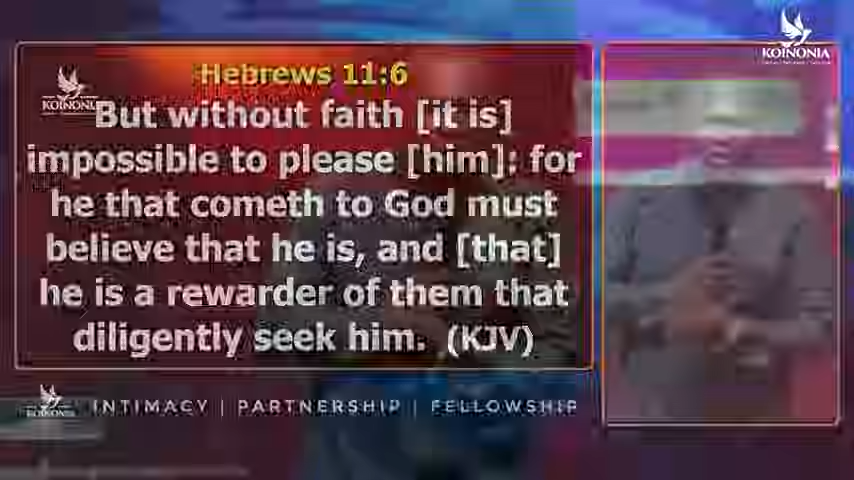 KOINONIA
Hebrews 11:6
But without faith [it is]
impossible to please [him]: for
he that cometh to God must
believe that he is, and [that]
he is a rewarder of them that
diligently seek him. (KJV)
KOINONIA
INTIMACY | PARTNERSHIP | FELLOWSHIP